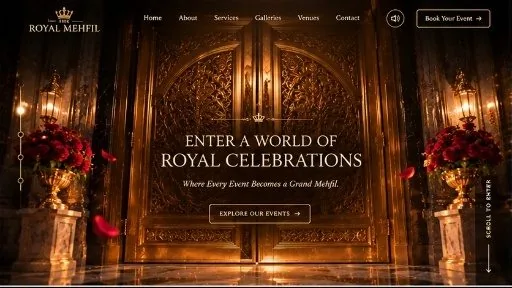 THE
ROYAL MEHFIL
Home
About
Services
Galleries
Venues
Contact
Book Your Event →
ENTER A WORLD OF
ROYAL CELEBRATIONS
Where Every Event Becomes a Grand Mehfil.
EXPLORE OUR EVENTS →
SCROLL TO ENTER